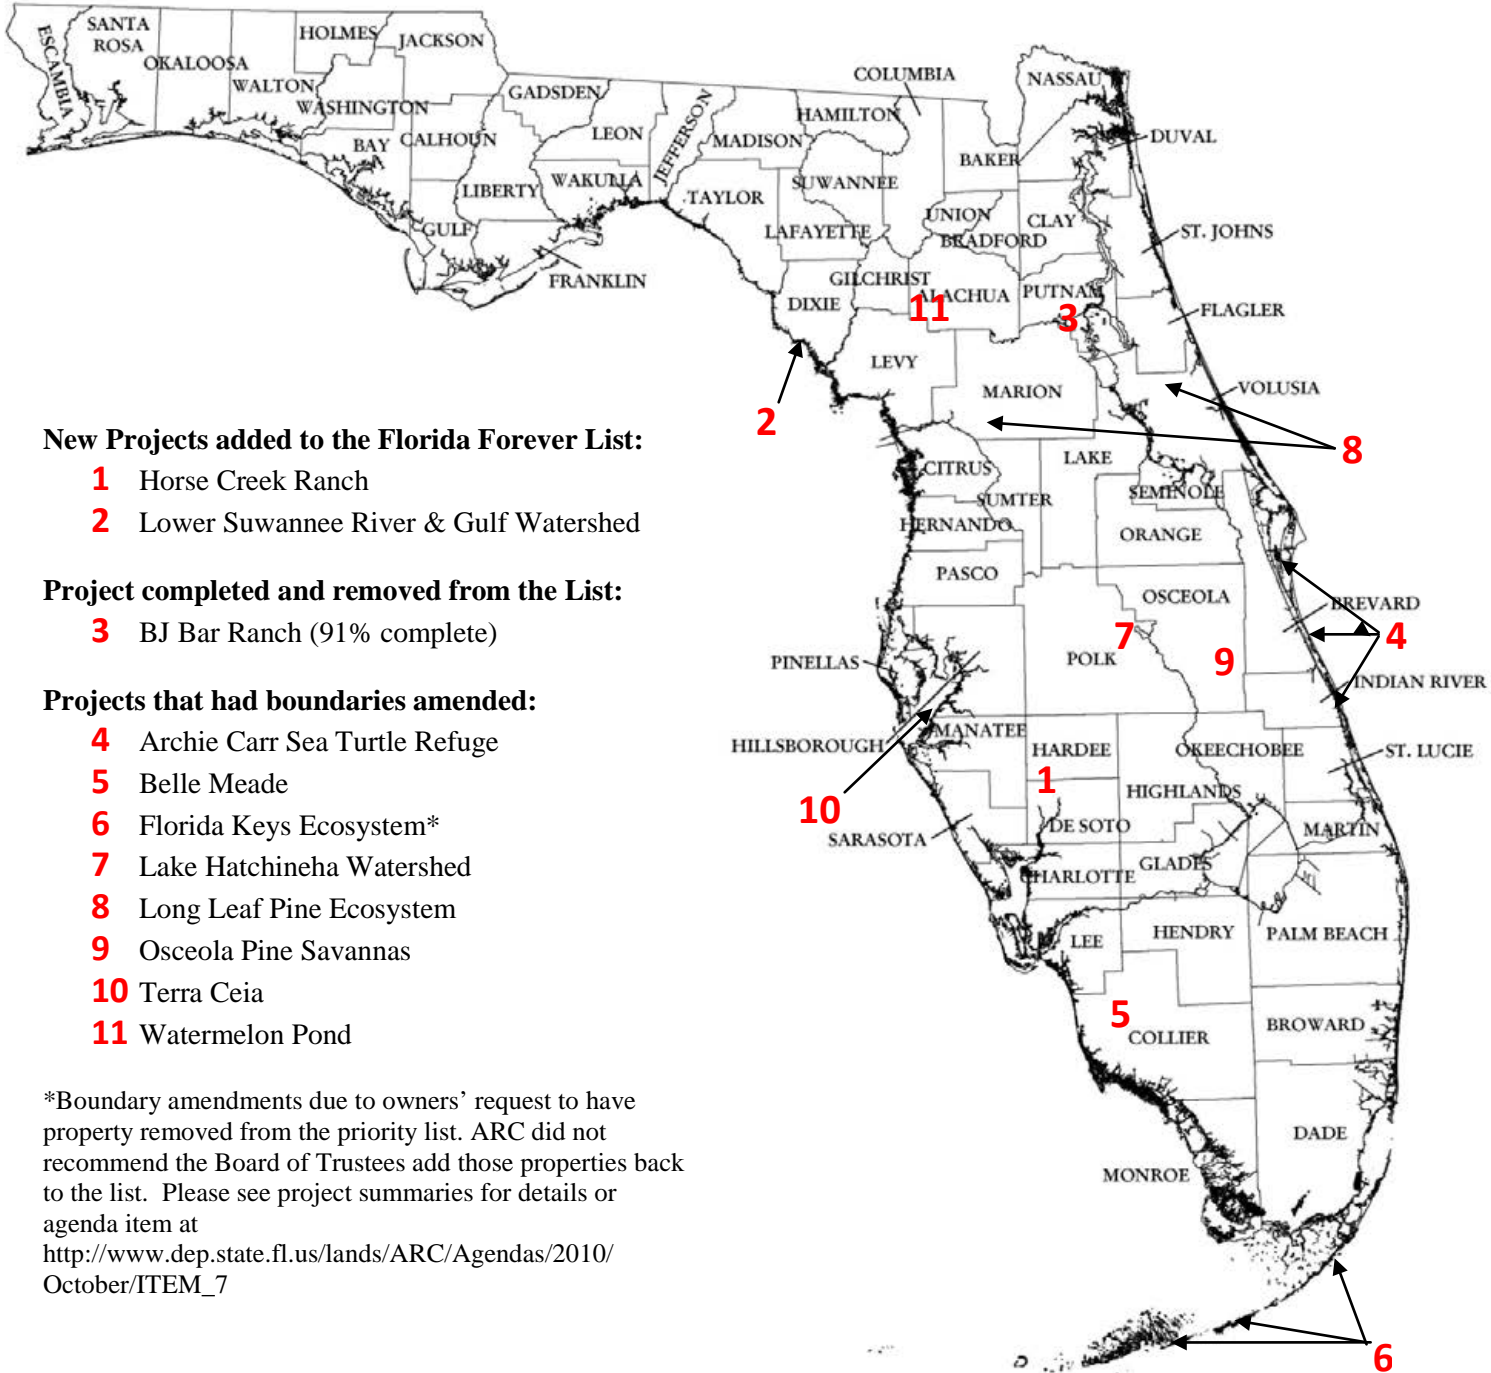 New Projects added to the Florida Forever List:
1 Horse Creek Ranch
2 Lower Suwannee River & Gulf Watershed
Project completed and removed from the List:
3 BJ Bar Ranch (91% complete)
Projects that had boundaries amended:
4 Archie Carr Sea Turtle Refuge
5 Belle Meade
6 Florida Keys Ecosystem*
7 Lake Hatchineha Watershed
8 Long Leaf Pine Ecosystem
9 Osceola Pine Savannas
10 Terra Ceia
11 Watermelon Pond
*Boundary amendments due to owners’ request to have
property removed from the priority list. ARC did not
recommend the Board of Trustees add those properties back
to the list. Please see project summaries for details or
agenda item at
http://www.dep.state.fl.us/lands/ARC/Agendas/2010/
October/ITEM_7
ESCAMBIA
SANTA
ROSA
OKALOOSA
WALTON
HOLMES
JACKSON
WASHINGTON
BAY
CALHOUN
GULF
LIBERTY
GADSDEN
LEON
WAKULLA
FRANKLIN
JEFFERSON
MADISON
TAYLOR
HAMILTON
SUWANNEE
LAFAYETTE
DIXIE
GILCHRIST
COLUMBIA
BAKER
NASSAU
DUVAL
UNION
BRADFORD
CLAY
ST. JOHNS
ALACHUA
11
PUTNAM
3
FLAGLER
LEVY
2
MARION
VOLUSIA
8
CITRUS
SUMTER
LAKE
SEMINOLE
HERNANDO
ORANGE
PASCO
OSCEOLA
BREVARD
4
7
9
PINELLAS
POLK
INDIAN RIVER
HILLSBOROUGH
MANATEE
HARDEE
OKEECHOBEE
ST. LUCIE
10
1
HIGHLANDS
SARASOTA
DE SOTO
MARTIN
CHARLOTTE
GLADES
LEE
HENDRY
PALM BEACH
5
COLLIER
BROWARD
DADE
MONROE
6